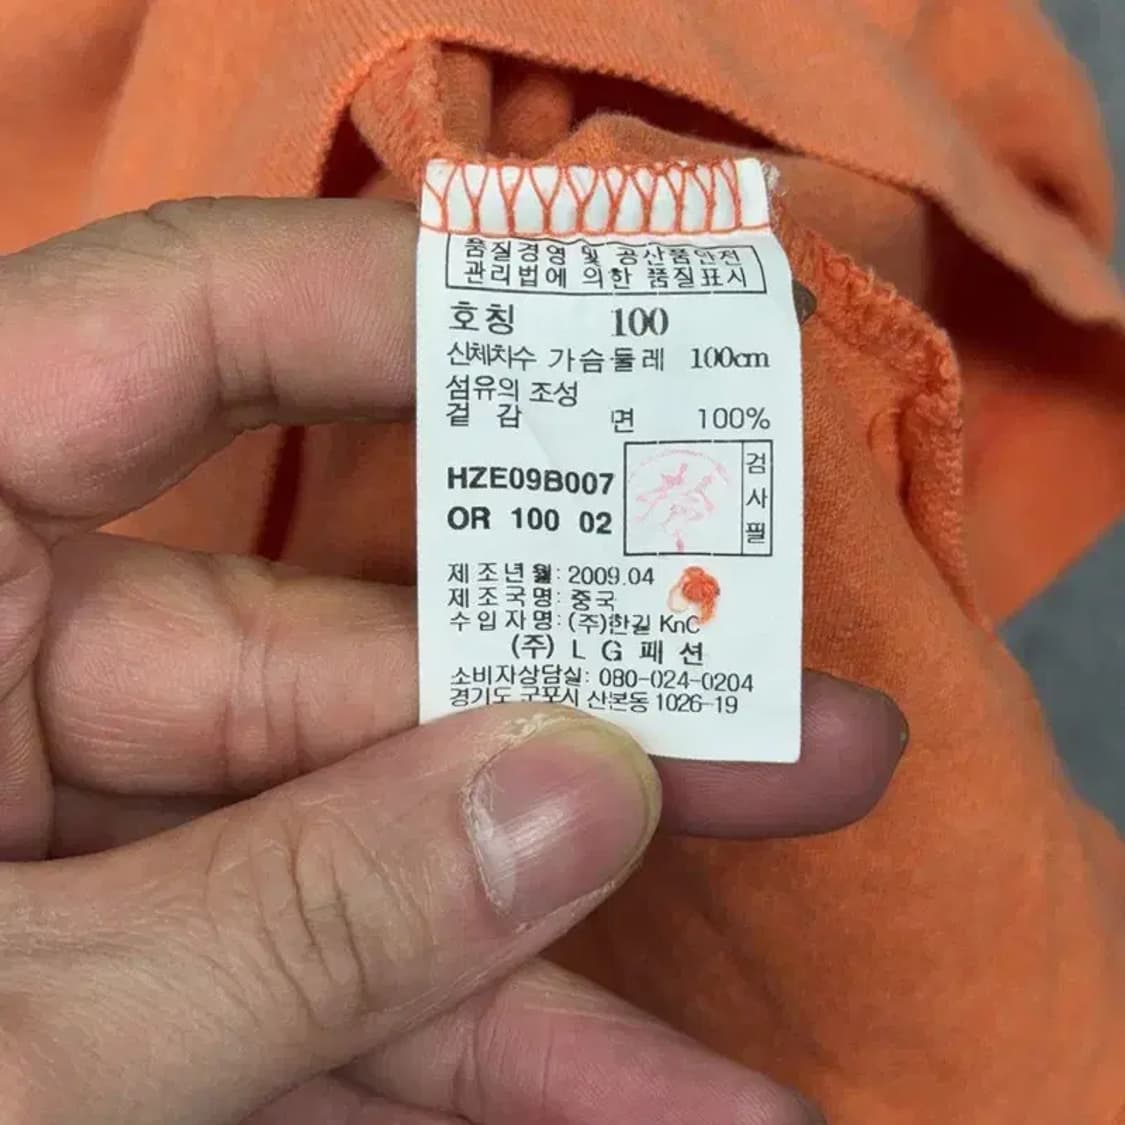 품질경영 및 공산품안전
관리법에 의한 품질표시
호칭 100
신체치수 가슴둘레 100cm
섬유의 조성
겉 감 면 100%
HZE09B007
OR 100 02
검사필
제조년월: 2009.04
제조국명: 중국
수입자명: (주)한길 KnC
(주) L G 패 션
소비자상담실: 080-024-0204
경기도 군포시 산본동 1026-19